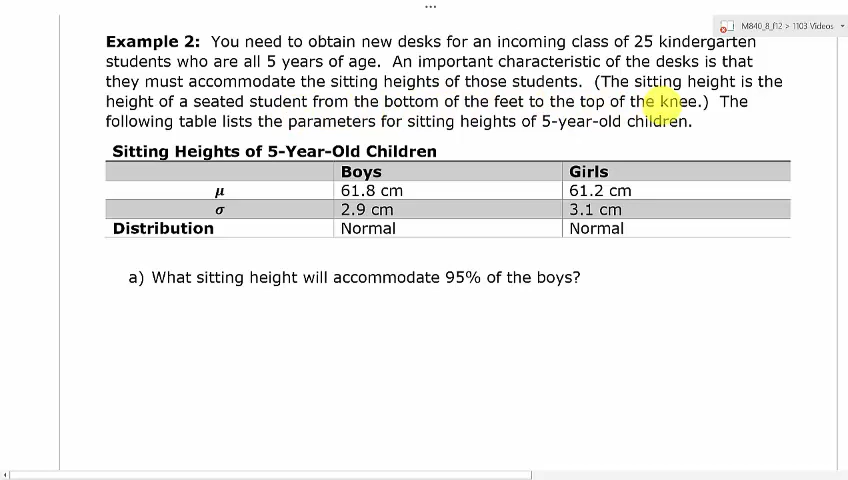 ...
M840_8_f12 > 1103 Videos
Example 2: You need to obtain new desks for an incoming class of 25 kindergarten
students who are all 5 years of age. An important characteristic of the desks is that
they must accommodate the sitting heights of those students. (The sitting height is the
height of a seated student from the bottom of the feet to the top of the knee.) The
following table lists the parameters for sitting heights of 5-year-old children.
Sitting Heights of 5-Year-Old Children
Boys Girls
μ 61.8 cm 61.2 cm
σ 2.9 cm 3.1 cm
Distribution Normal Normal
a) What sitting height will accommodate 95% of the boys?